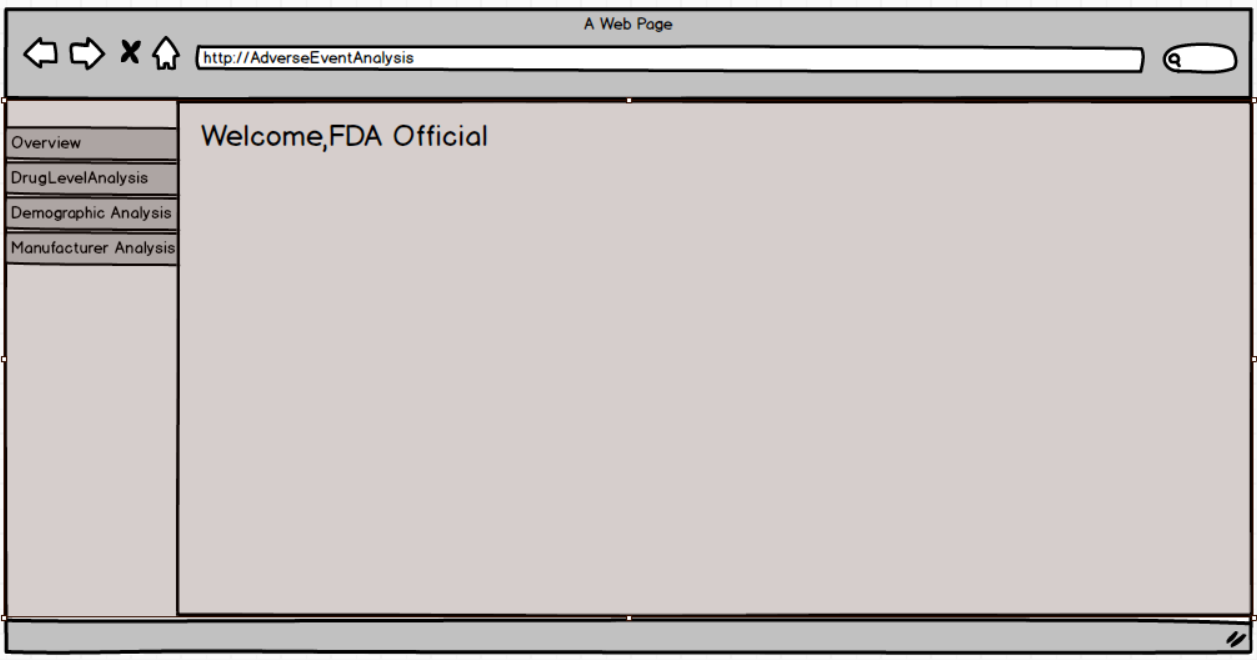 A Web Page
http://AdverseEventAnalysis
Overview
DrugLevelAnalysis
Demographic Analysis
Manufacturer Analysis
Welcome,FDA Official